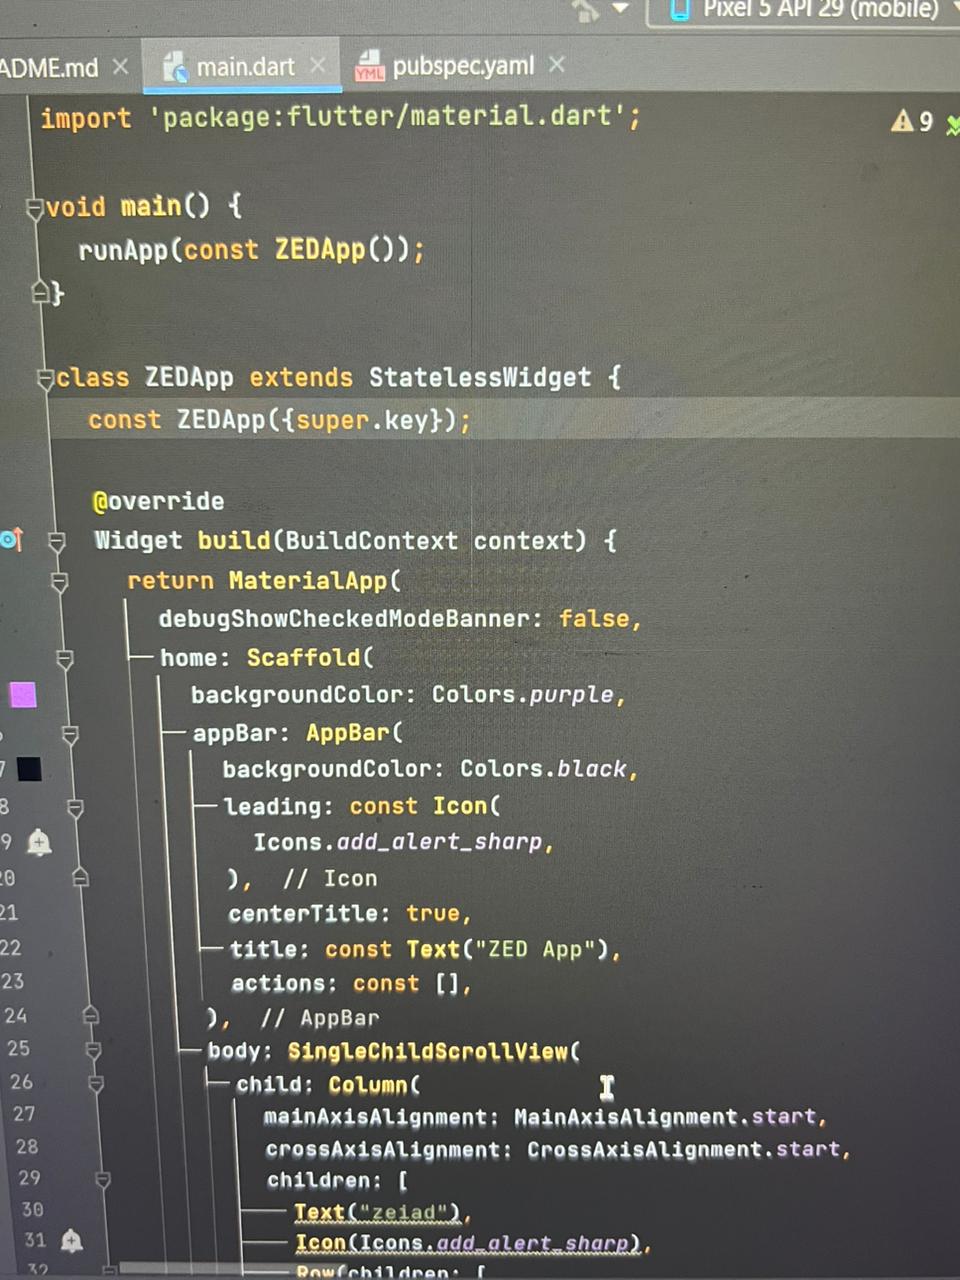 Pixel 5 API 29 (mobile)
ADME.md
main.dart
YML pubspec.yaml
import 'package:flutter/material.dart';
9
void main() {
runApp(const ZEDApp());
}
class ZEDApp extends StatelessWidget {
const ZEDApp({super.key});
@override
Widget build(BuildContext context) {
return MaterialApp(
debugShowCheckedModeBanner: false,
home: Scaffold(
backgroundColor: Colors.purple,
appBar: AppBar(
7 backgroundColor: Colors.black,
8 leading: const Icon(
9 Icons.add_alert_sharp,
20 ), // Icon
21 centerTitle: true,
22 title: const Text("ZED App"),
23 actions: const [],
24 ), // AppBar
25 body: SingleChildScrollView(
26 child: Column(
27 mainAxisAlignment: MainAxisAlignment.start,
28 crossAxisAlignment: CrossAxisAlignment.start,
29 children: [
30 Text("zeiad"),
31 Icon(Icons.add_alert_sharp),
32 Row(children: [